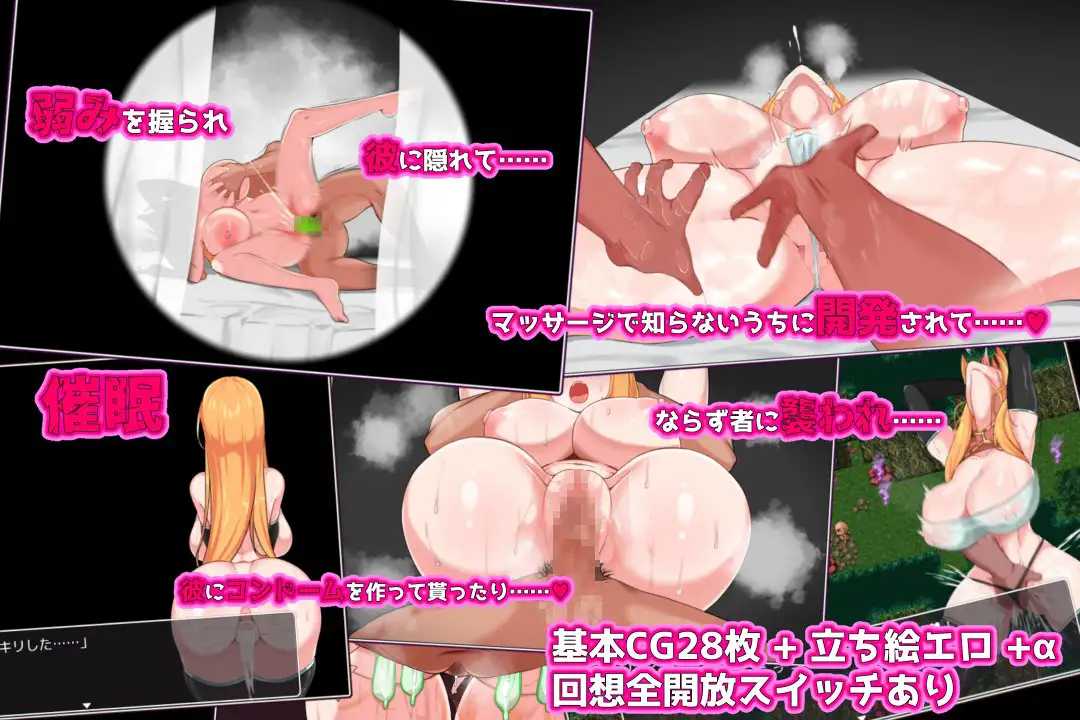 弱みを握られ
彼に隠れて……
マッサージで知らないうちに開発されて……♥
催眠
ならず者に襲われ……
彼にコンドームを作って貰ったり……♥
キリした……」
基本CG28枚 + 立ち絵エロ +α
回想全開放スイッチあり